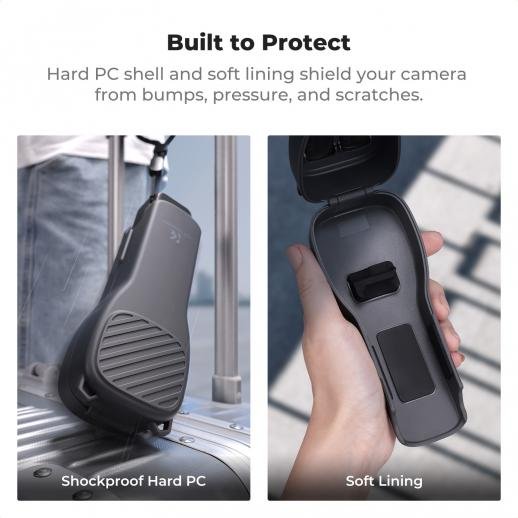 Built to Protect
Hard PC shell and soft lining shield your camera
from bumps, pressure, and scratches.
Shockproof Hard PC
Soft Lining